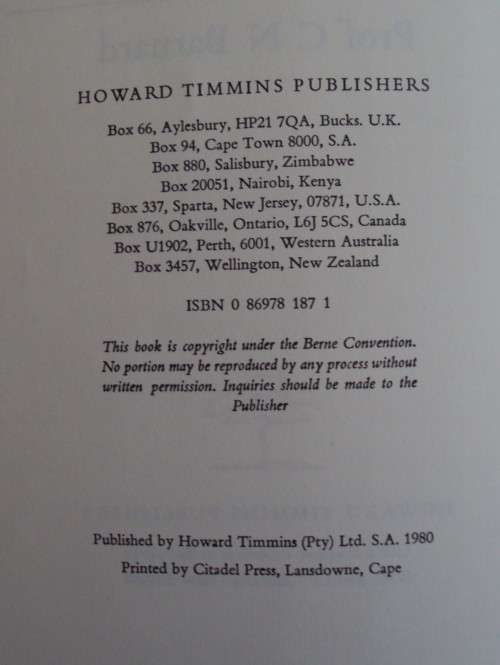 HOWARD TIMMINS PUBLISHERS
Box 66, Aylesbury, HP21 7QA, Bucks. U.K.
Box 94, Cape Town 8000, S.A.
Box 880, Salisbury, Zimbabwe
Box 20051, Nairobi, Kenya
Box 337, Sparta, New Jersey, 07871, U.S.A.
Box 876, Oakville, Ontario, L6J 5CS, Canada
Box U1902, Perth, 6001, Western Australia
Box 3457, Wellington, New Zealand
ISBN 0 86978 187 1
This book is copyright under the Berne Convention.
No portion may be reproduced by any process without
written permission. Inquiries should be made to the
Publisher
Published by Howard Timmins (Pty) Ltd. S.A. 1980
Printed by Citadel Press, Lansdowne, Cape